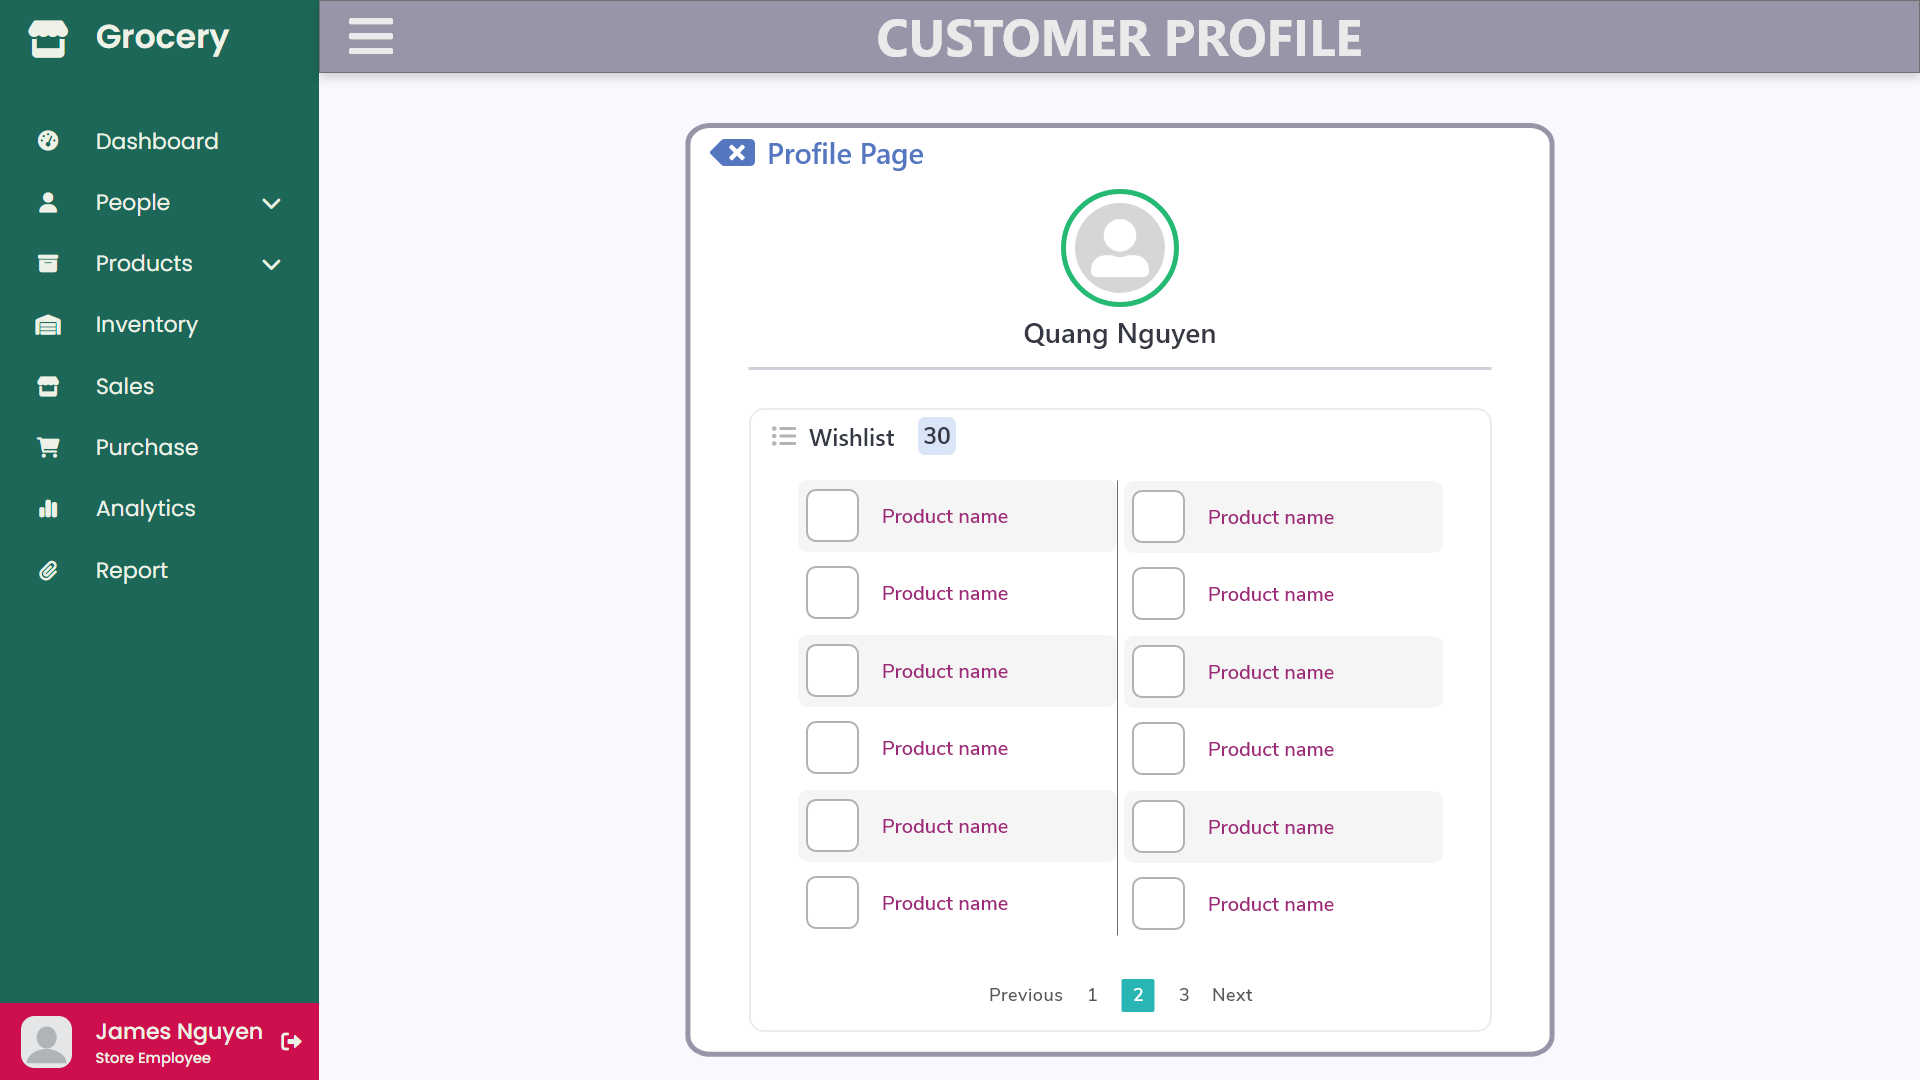 Grocery
CUSTOMER PROFILE
Dashboard
People
Products
Inventory
Sales
Purchase
Analytics
Report
James Nguyen
Store Employee
Profile Page
Quang Nguyen
Wishlist 30
Product name Product name
Product name Product name
Product name Product name
Product name Product name
Product name Product name
Product name Product name
Previous 1 2 3 Next